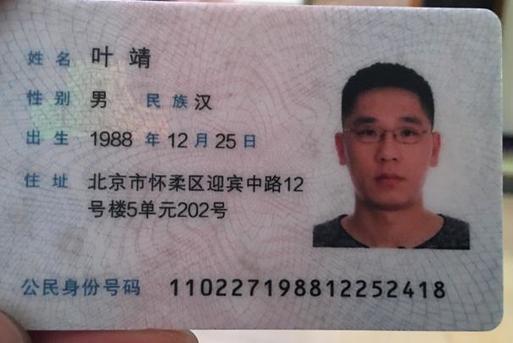 姓名 叶靖
性别 男 民族 汉
出生 1988 年 12 月 25 日
住址 北京市怀柔区迎宾中路12
号楼5单元202号
公民身份号码 110227198812252418